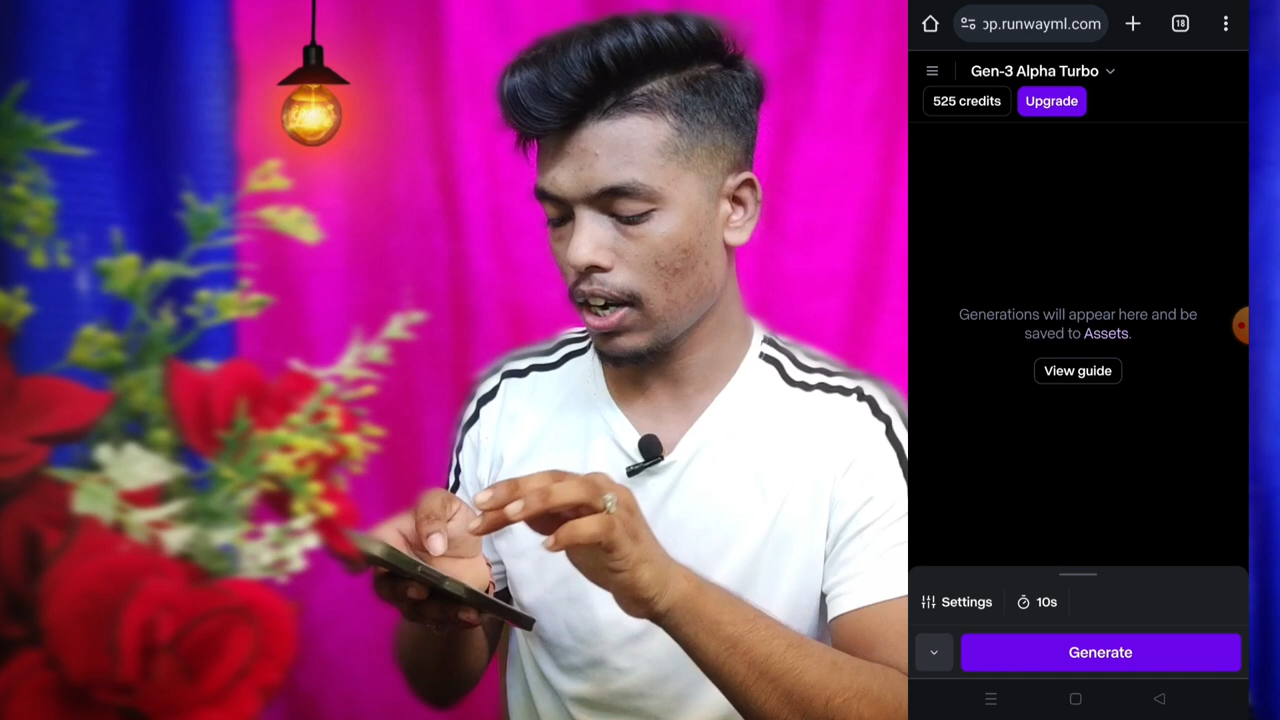 op.runwayml.com
18
Gen-3 Alpha Turbo
525 credits
Upgrade
Generations will appear here and be
saved to Assets.
View guide
Settings
10s
Generate